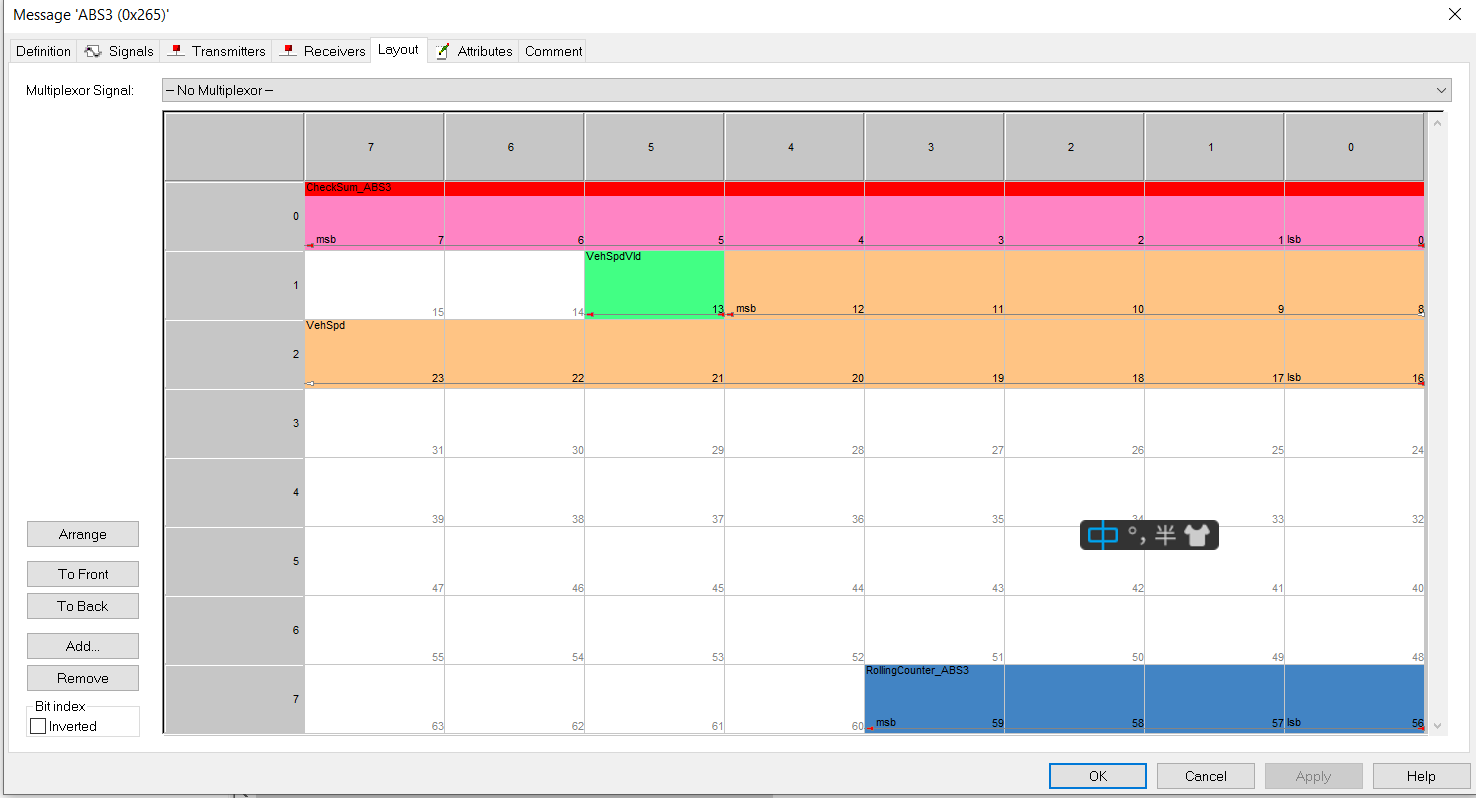 Message 'ABS3 (0x265)'
Definition Signals Transmitters Receivers Layout Attributes Comment
Multiplexor Signal: -- No Multiplexor --
7 6 5 4 3 2 1 0
CheckSum_ABS3
0
msb 7 6 5 4 3 2 1 lsb 0
VehSpdVld
1
15 14 13 msb 12 11 10 9 8
VehSpd
2
23 22 21 20 19 18 17 lsb 16
3
31 30 29 28 27 26 25 24
4
39 38 37 36 35 34 33 32
中 °, 半
5
47 46 45 44 43 42 41 40
6
55 54 53 52 51 50 49 48
RollingCounter_ABS3
7
63 62 61 60 msb 59 58 57 lsb 56
Arrange
To Front
To Back
Add...
Remove
Bit index
Inverted
OK Cancel Apply Help